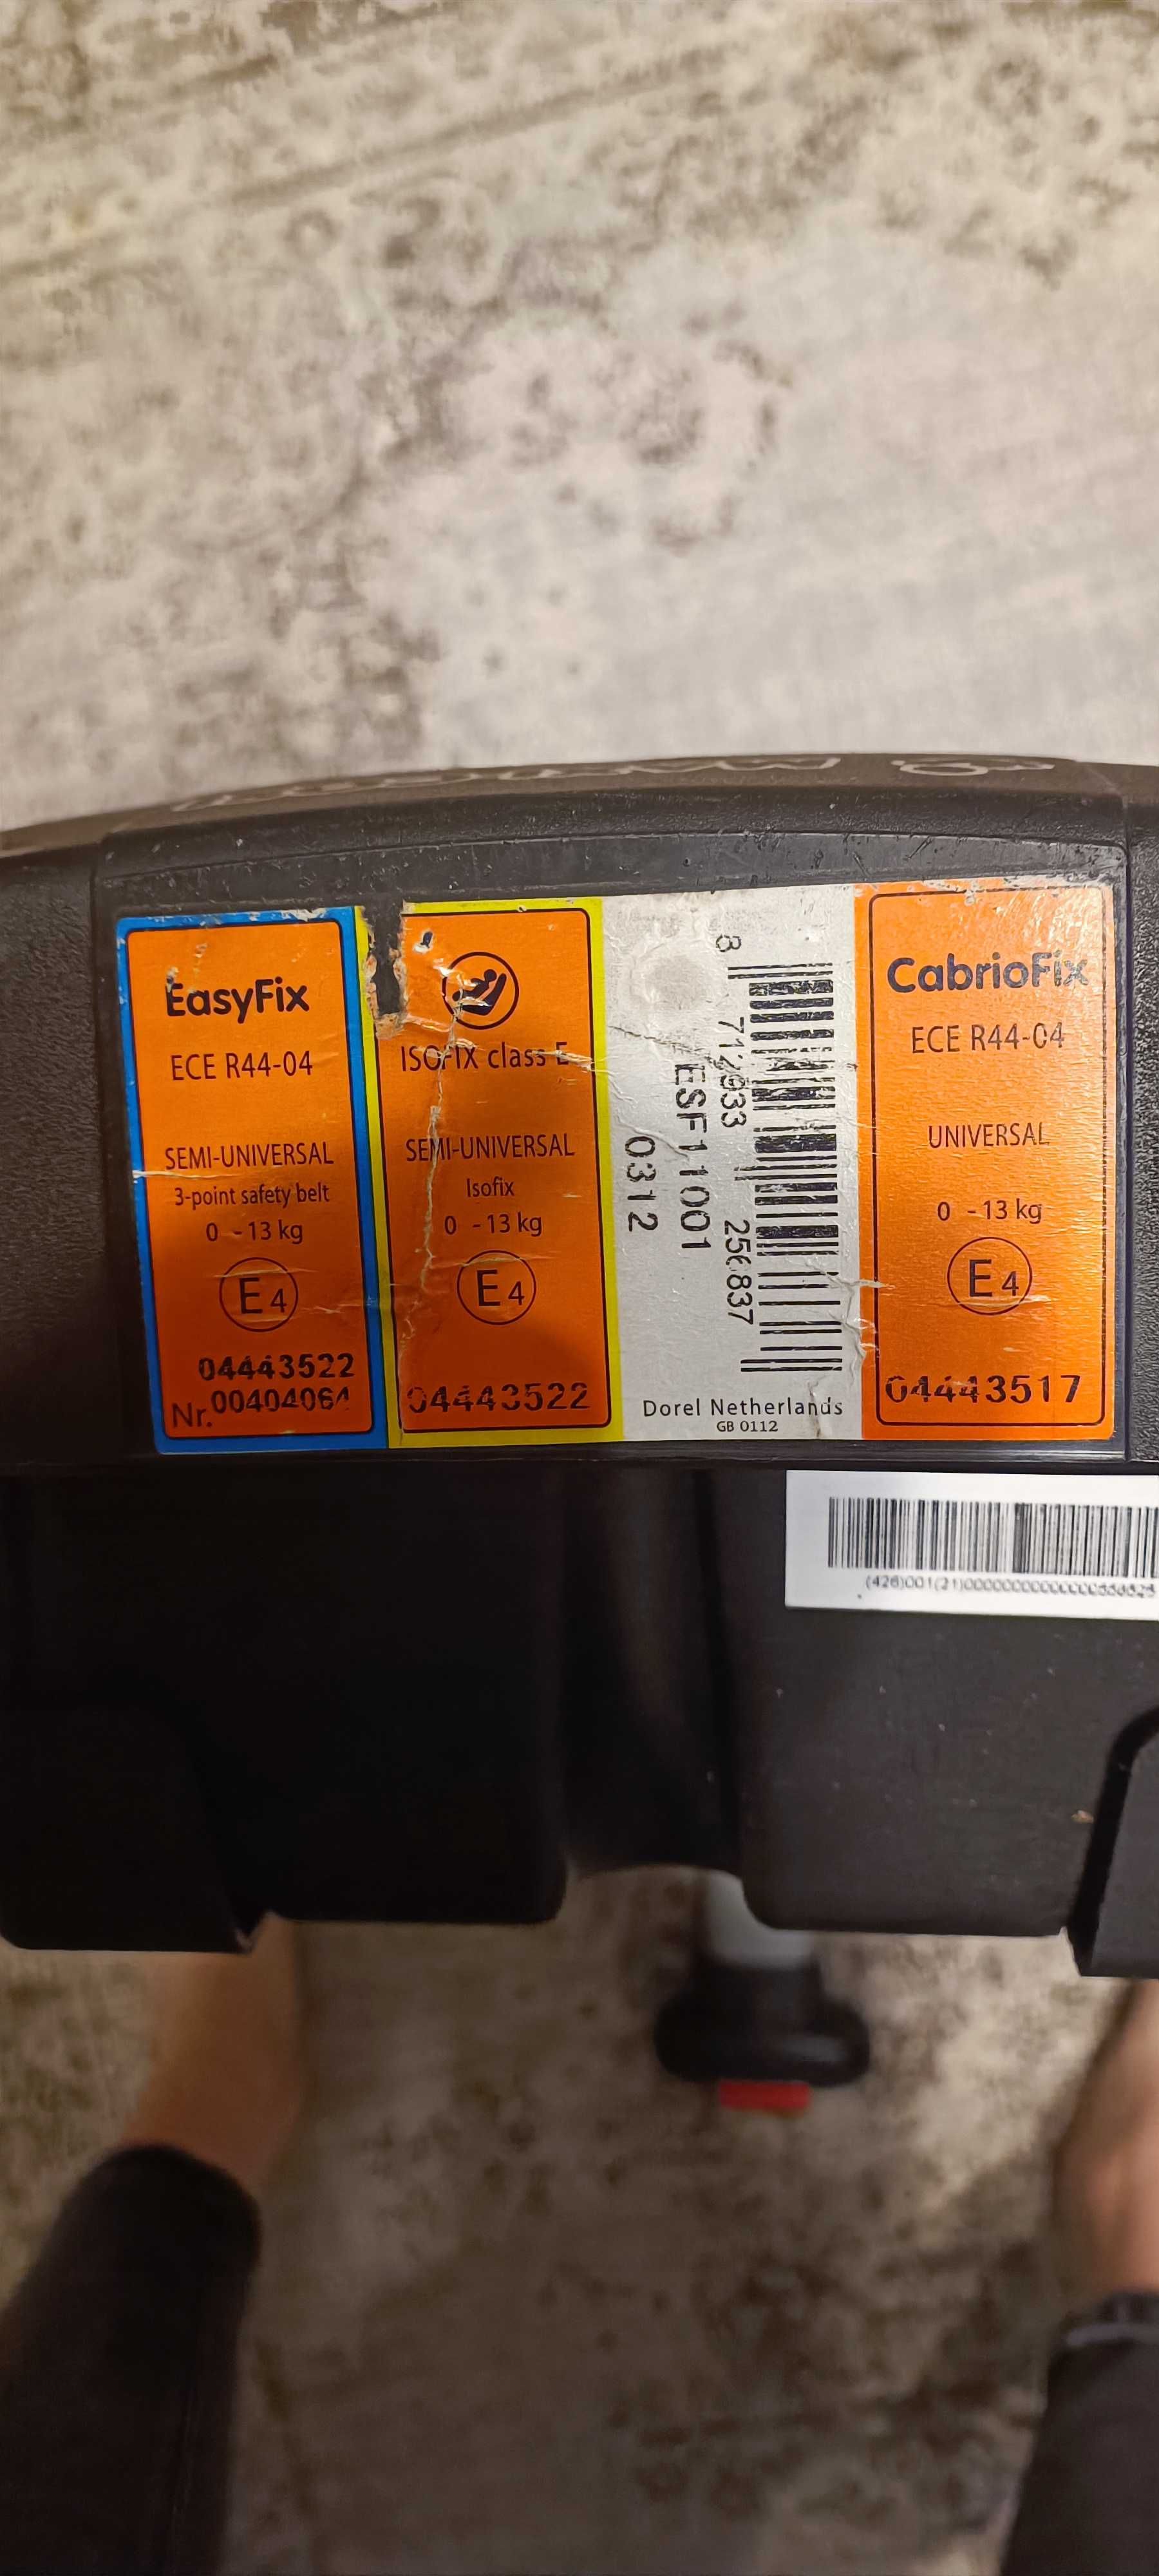 EasyFix
ECE R44-04
SEMI-UNIVERSAL
3-point safety belt
0 - 13 kg
E4
04443522
Nr. 00404064
ISOFIX class E
SEMI-UNIVERSAL
Isofix
0 - 13 kg
E4
04443522
8 712933 256837
ESF11001
0312
Dorel Netherlands
GB 0112
CabrioFix
ECE R44-04
UNIVERSAL
0 - 13 kg
E4
04443517